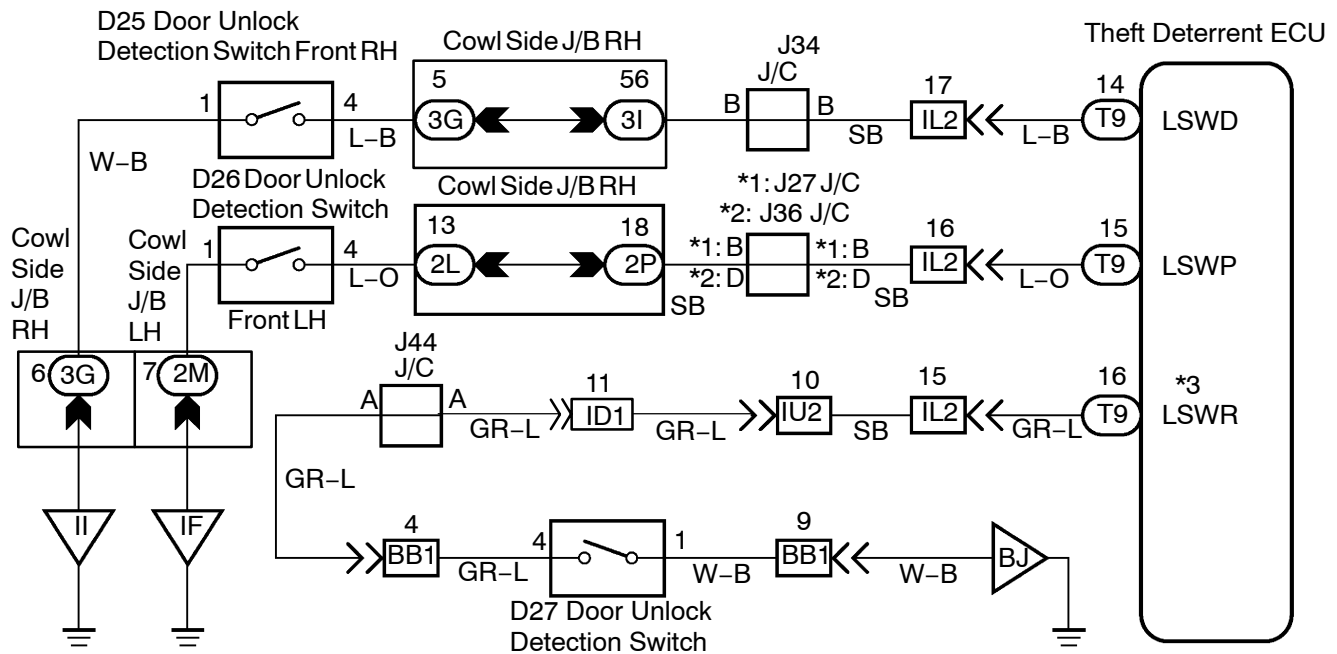 D25 Door Unlock
Detection Switch Front RH
Cowl Side J/B RH
J34
J/C
Theft Deterrent ECU
1
4
L–B
5
3G
56
3I
B
B
SB
17
IL2
L–B
14
T9
LSWD
W–B
D26 Door Unlock
Detection Switch
Cowl Side J/B RH
*1: J27 J/C
*2: J36 J/C
Cowl
Side
J/B
RH
Cowl
Side
J/B
LH
1
4
L–O
Front LH
13
2L
18
2P
SB
*1: B
*2: D
*1: B
*2: D
SB
16
IL2
L–O
15
T9
LSWP
6
3G
7
2M
J44
J/C
A
A
GR–L
11
ID1
GR–L
10
IU2
SB
15
IL2
GR–L
16
T9
*3
LSWR
GR–L
II
IF
4
BB1
GR–L
4
1
W–B
9
BB1
W–B
BJ
D27 Door Unlock
Detection Switch